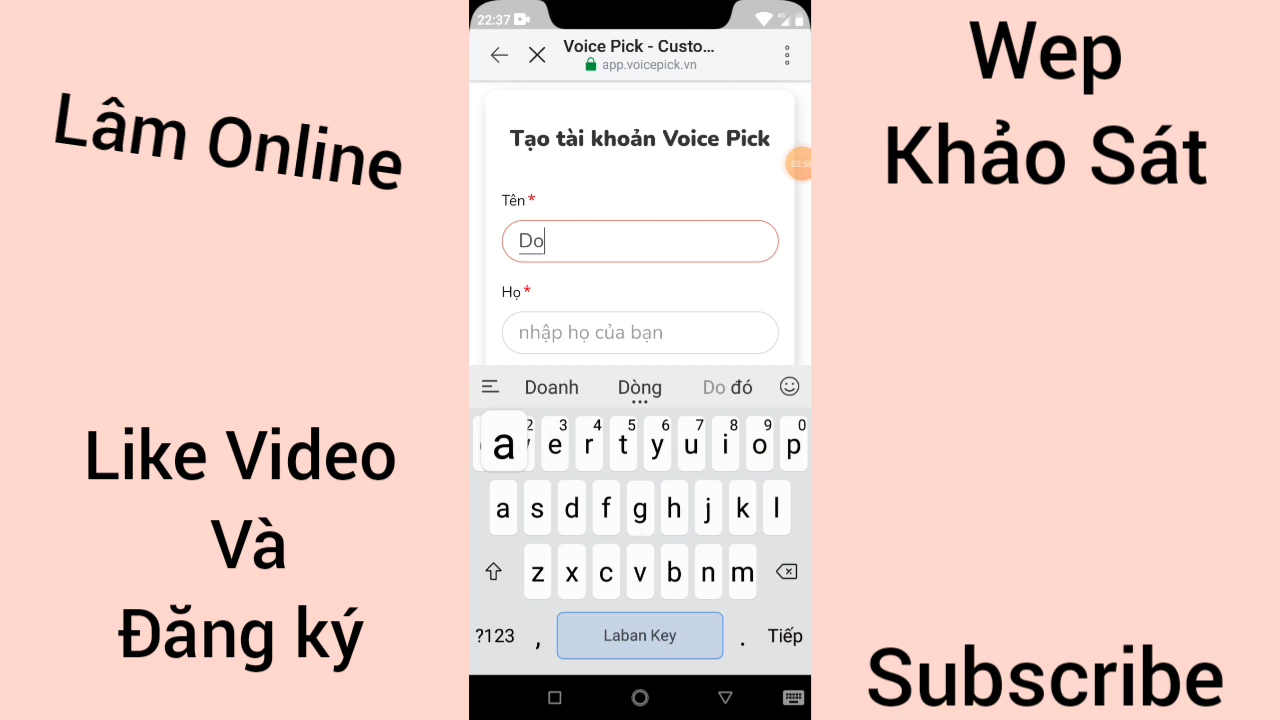 Lâm Online
Like Video
Và
Đăng ký
22:37
4G
Voice Pick - Custo...
app.voicepick.vn
Tạo tài khoản Voice Pick
Tên *
Do
Họ *
nhập họ của bạn
Doanh Dòng Do đó
2 3 4 5 6 7 8 9 0
a e r t y u i o p
a s d f g h j k l
z x c v b n m
?123 , Laban Key . Tiếp
Wep
Khảo Sát
Subscribe